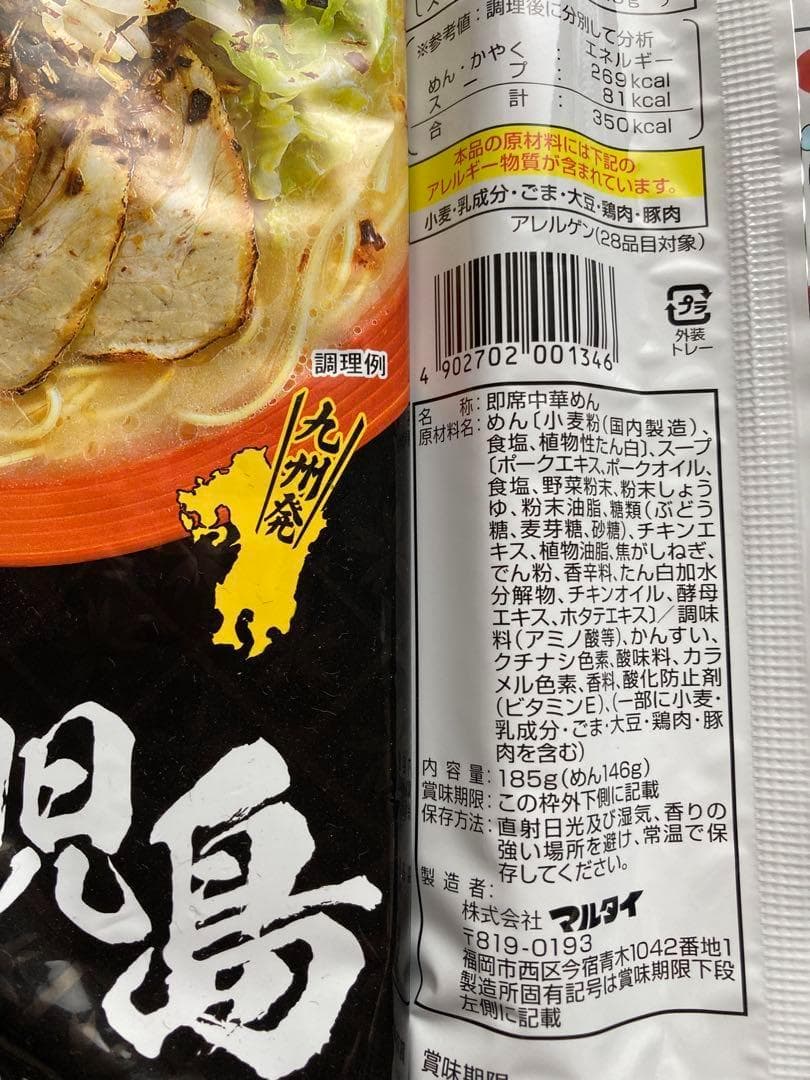 ※参考値:調理後に分別して分析
エネルギー
めん・かやく : 269kcal
スープ : 81kcal
合計 : 350kcal
本品の原材料には下記の
アレルギー物質が含まれています。
小麦・乳成分・ごま・大豆・鶏肉・豚肉
アレルゲン(28品目対象)
プラ
外装
トレー
4 902702 001346
調理例
九州発
児島
名称:即席中華めん
原材料名:めん〔小麦粉(国内製造)、
食塩、植物性たん白〕、スープ
〔ポークエキス、ポークオイル、
食塩、野菜粉末、粉末しょう
ゆ、粉末油脂、糖類(ぶどう
糖、麦芽糖、砂糖)、チキンエ
キス、植物油脂、焦がしねぎ、
でん粉、香辛料、たん白加水
分解物、チキンオイル、酵母
エキス、ホタテエキス〕/調味
料(アミノ酸等)、かんすい、
クチナシ色素、酸味料、カラ
メル色素、香料、酸化防止剤
(ビタミンE)、(一部に小麦・
乳成分・ごま・大豆・鶏肉・豚
肉を含む)
内容量:185g(めん146g)
賞味期限:この枠外下側に記載
保存方法:直射日光及び湿気、香りの
強い場所を避け、常温で保
存してください。
製造者:
株式会社 マルタイ
〒819-0193
福岡市西区今宿青木1042番地1
製造所固有記号は賞味期限下段
左側に記載
賞味期限